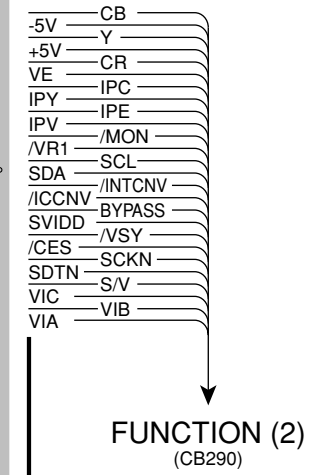 CB
-5V
Y
+5V
CR
VE
IPC
IPY
IPE
IPV
/MON
/VR1
SCL
SDA
/INTCNV
/ICCNV
BYPASS
SVIDD
/VSY
/CES
SCKN
SDTN
S/V
VIC
VIB
VIA
FUNCTION (2)
(CB290)